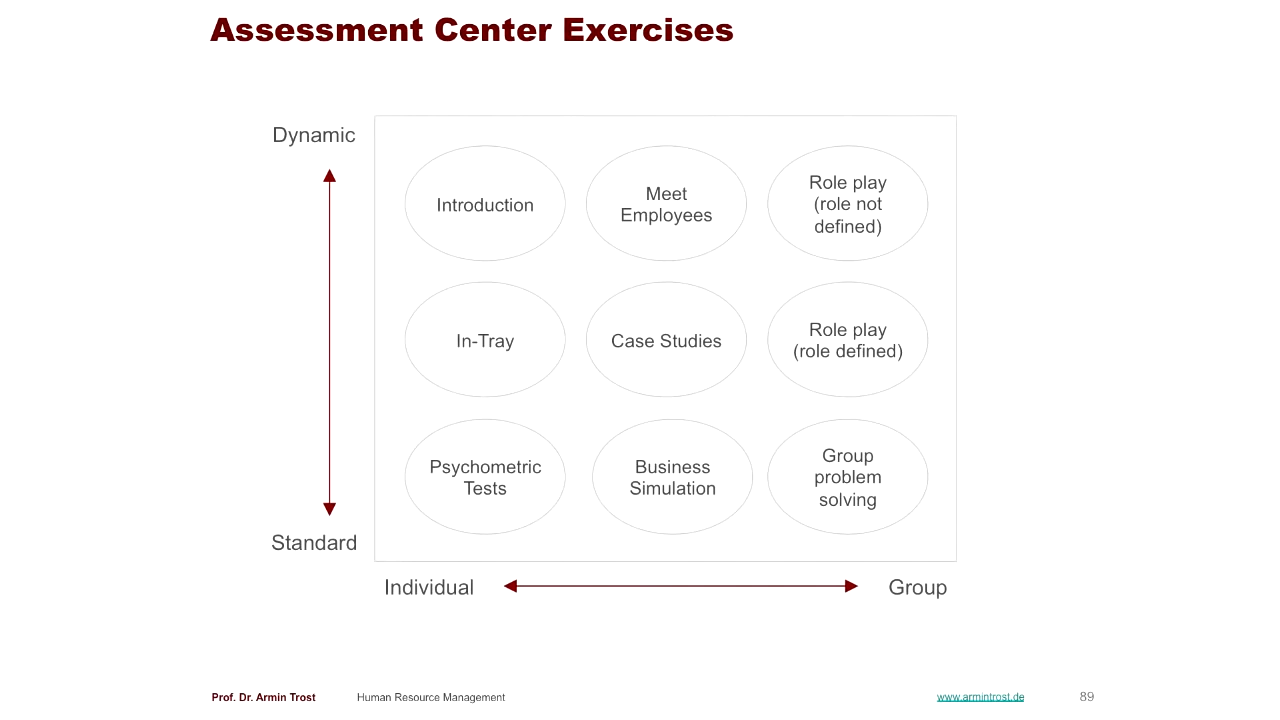 Assessment Center Exercises
Dynamic
Introduction
Meet
Employees
Role play
(role not
defined)
In-Tray
Case Studies
Role play
(role defined)
Psychometric
Tests
Business
Simulation
Group
problem
solving
Standard
Individual
Group
Prof. Dr. Armin Trost
Human Resource Management
www.armintrost.de
89